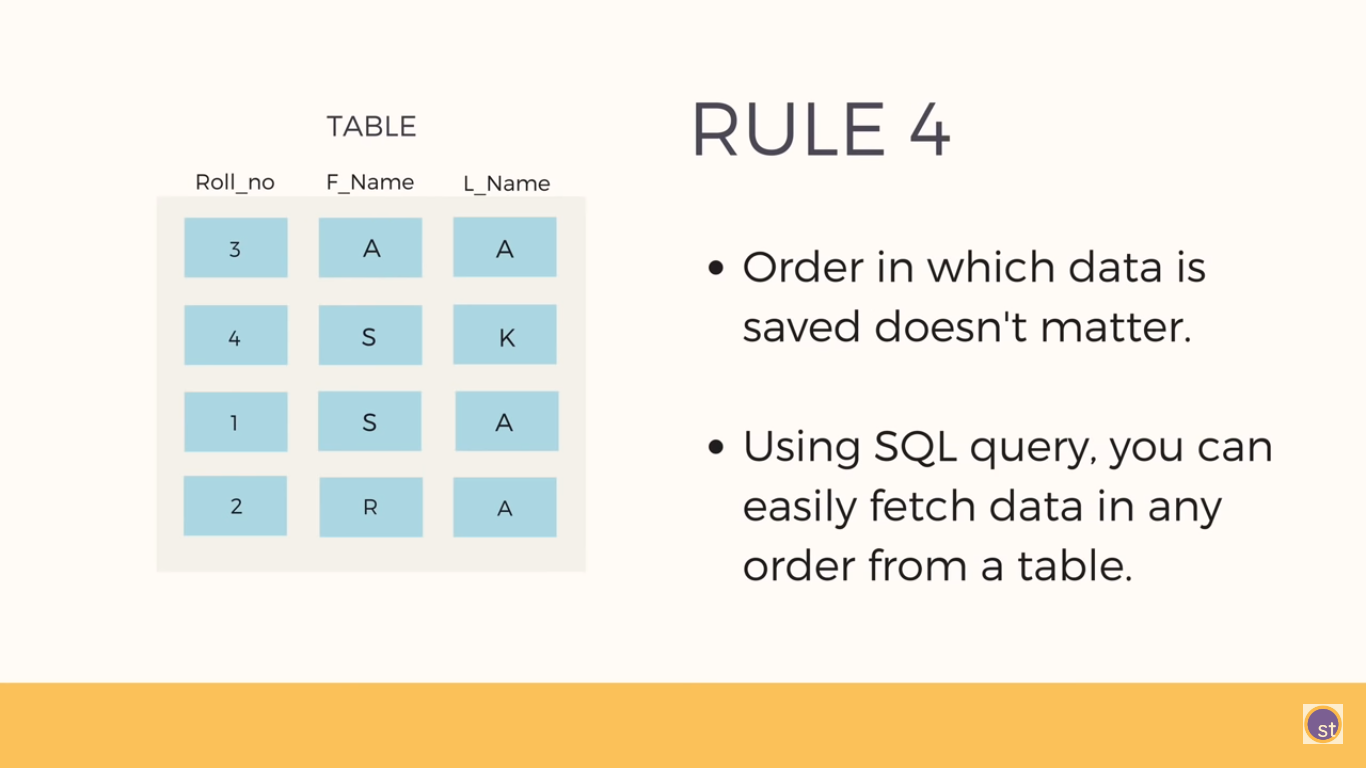 TABLE
Roll_no F_Name L_Name
3 A A
4 S K
1 S A
2 R A
RULE 4
• Order in which data is
saved doesn't matter.
• Using SQL query, you can
easily fetch data in any
order from a table.
st